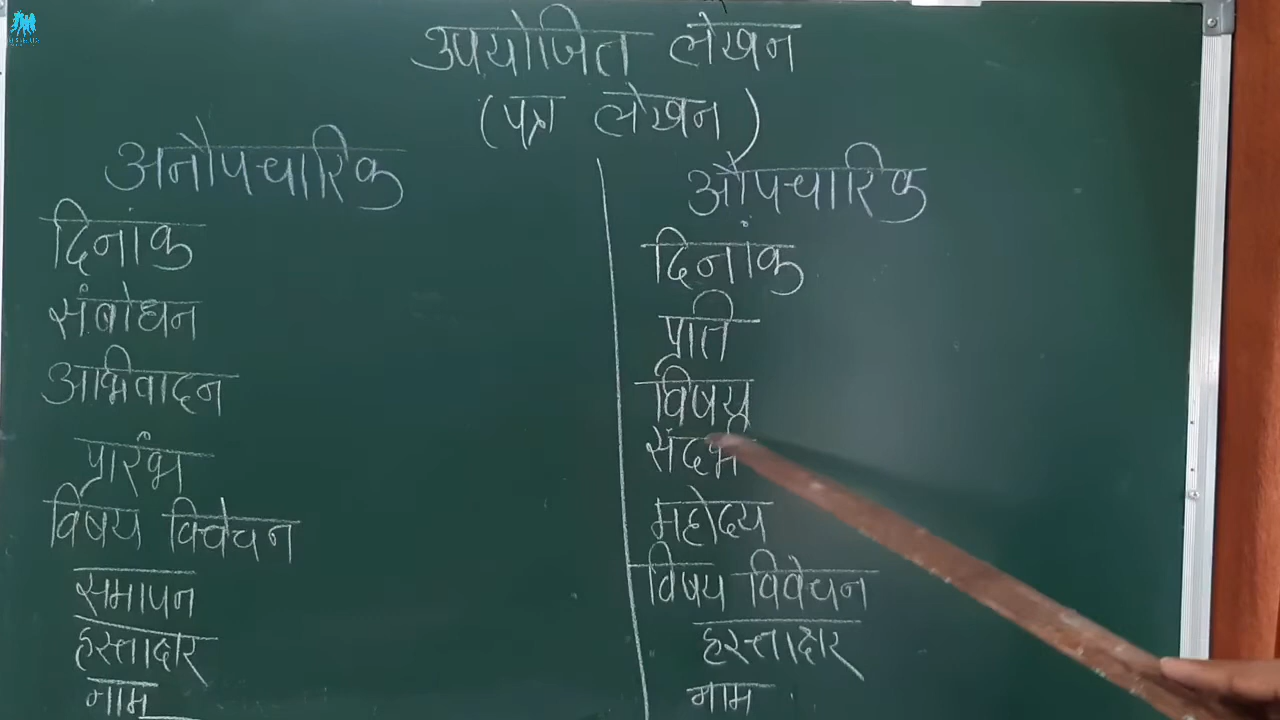 उपयोजित लेखन
(पत्र लेखन)
अनौपचारिक
दिनांक
संबोधन
अभिवादन
प्रारंभ
विषय विवेचन
समापन
हस्ताक्षर
नाम
औपचारिक
दिनांक
प्रति
विषय
संदर्भ
महोदय
विषय विवेचन
हस्ताक्षर
नाम